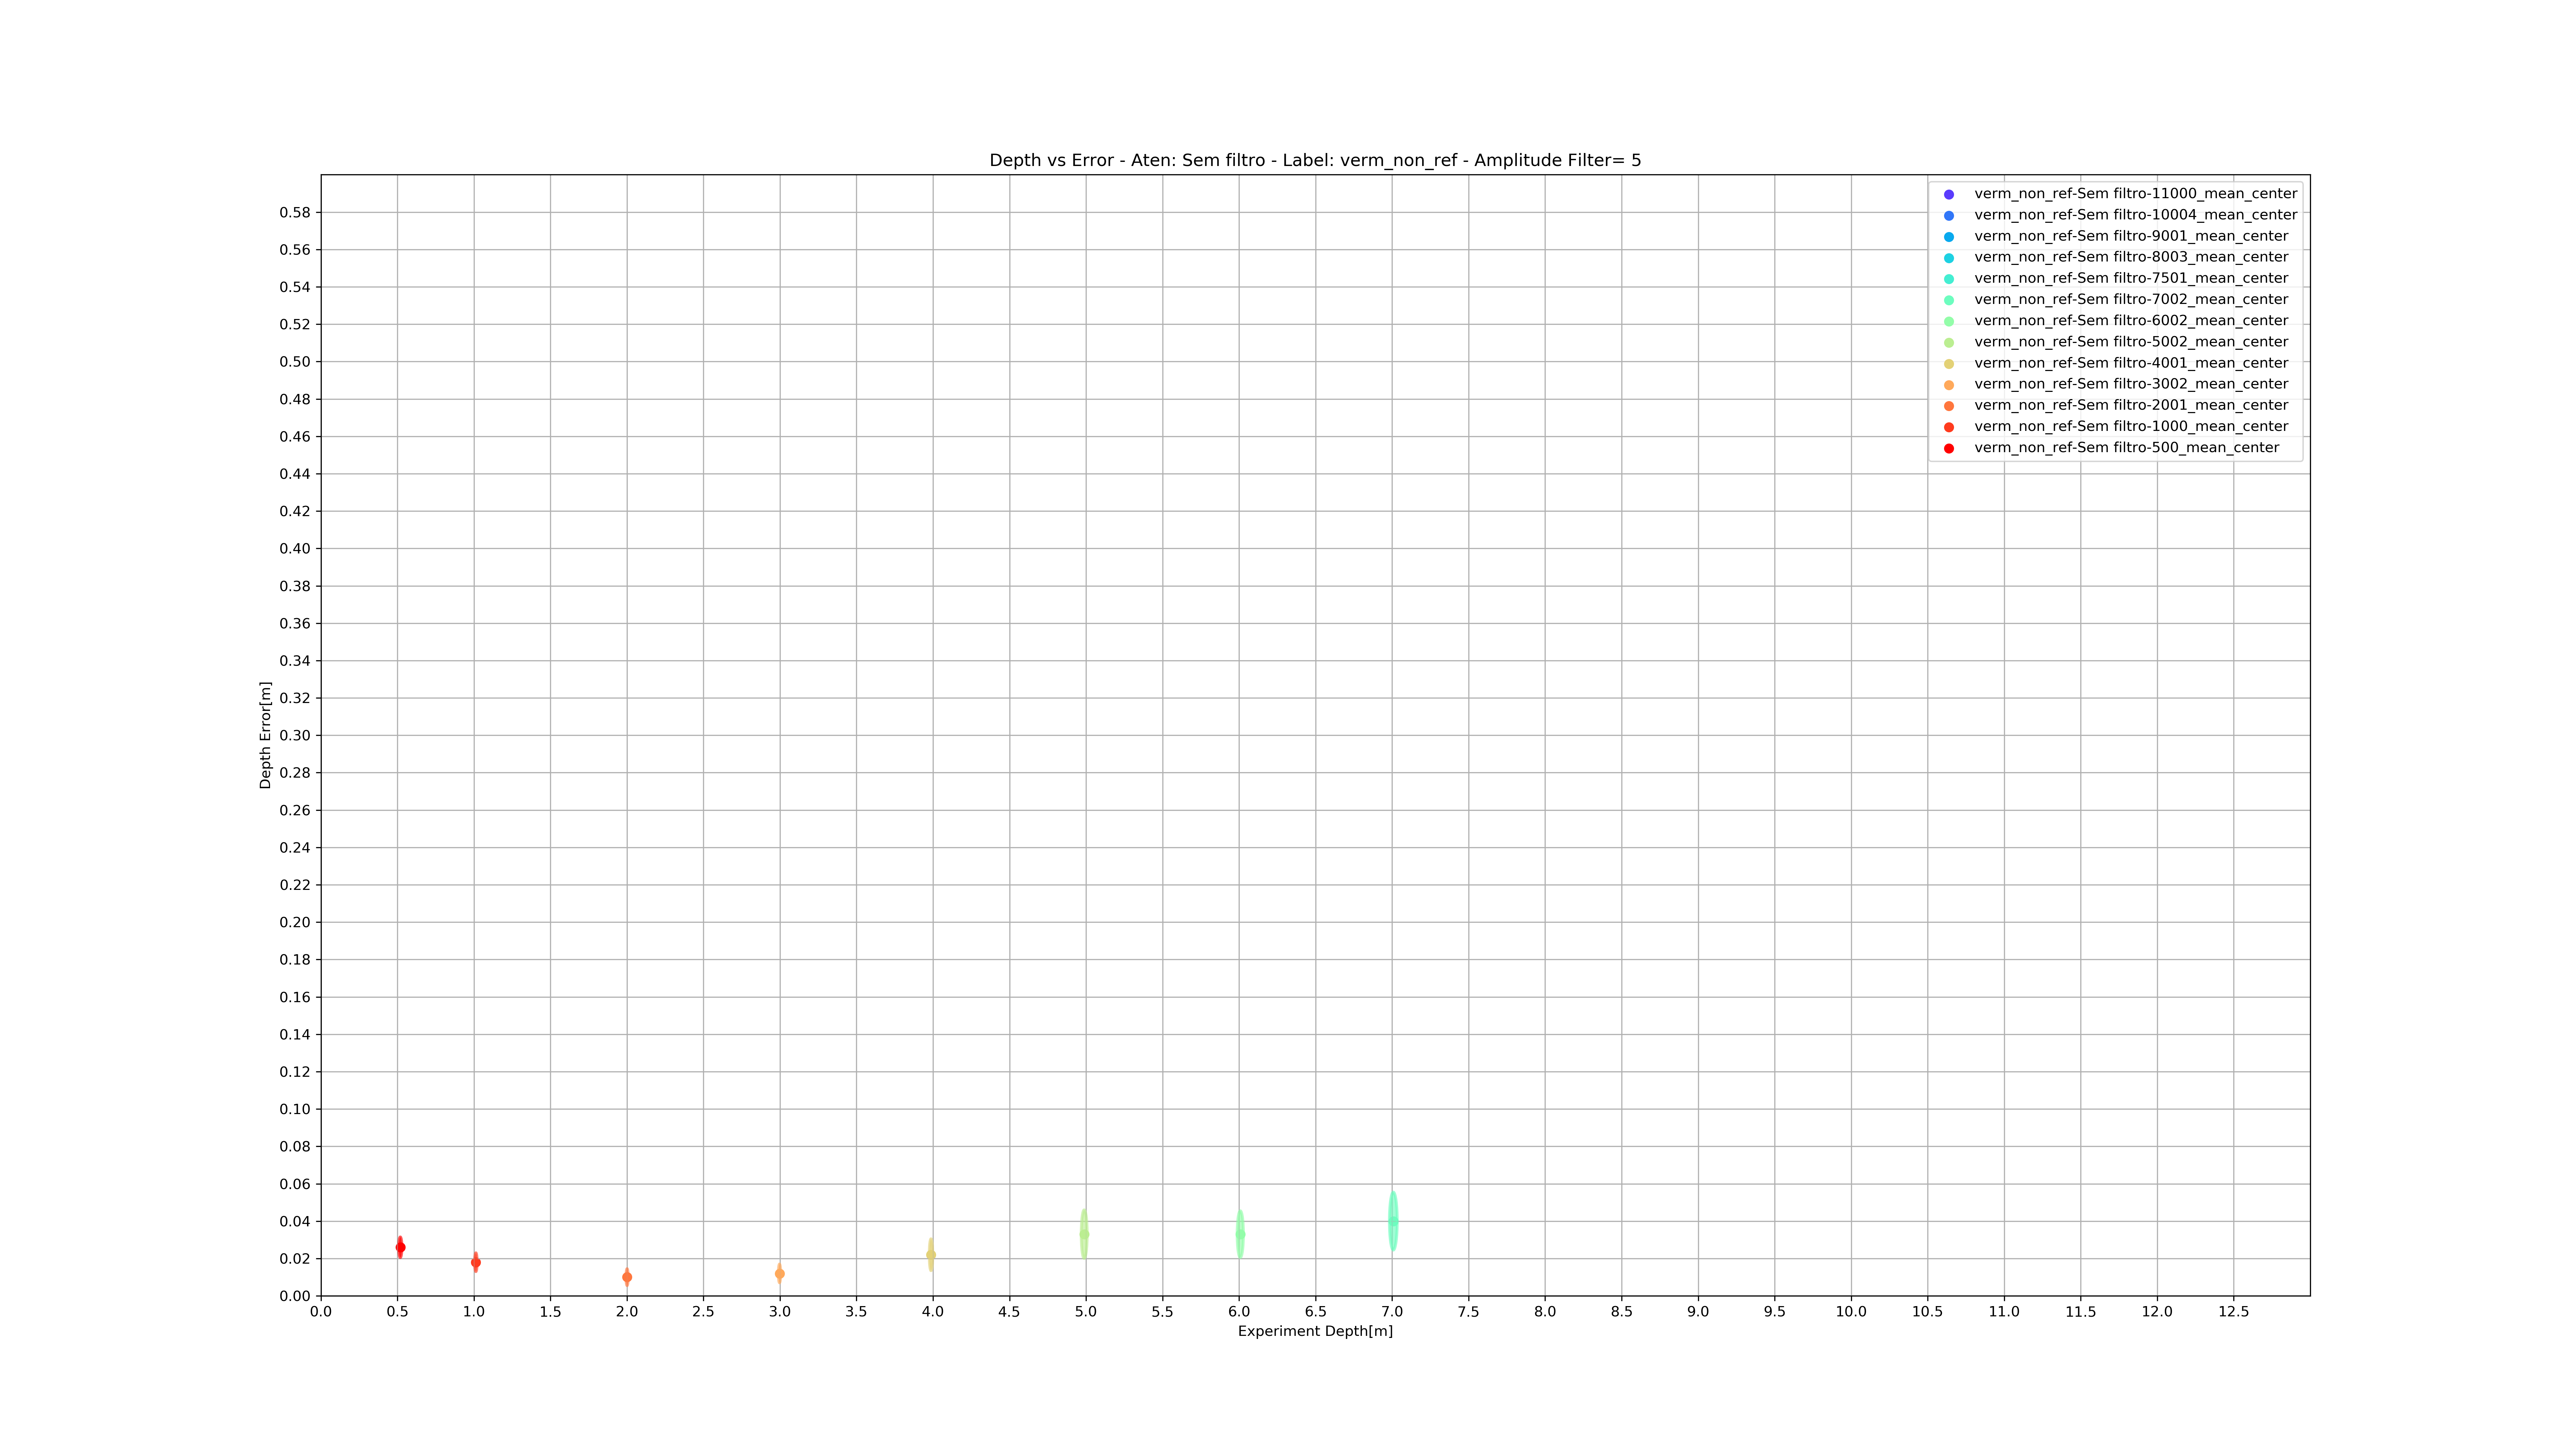 Depth vs Error - Aten: Sem filtro - Label: verm_non_ref - Amplitude Filter= 5
verm_non_ref-Sem filtro-11000_mean_center
verm_non_ref-Sem filtro-10004_mean_center
verm_non_ref-Sem filtro-9001_mean_center
verm_non_ref-Sem filtro-8003_mean_center
verm_non_ref-Sem filtro-7501_mean_center
verm_non_ref-Sem filtro-7002_mean_center
verm_non_ref-Sem filtro-6002_mean_center
verm_non_ref-Sem filtro-5002_mean_center
verm_non_ref-Sem filtro-4001_mean_center
verm_non_ref-Sem filtro-3002_mean_center
verm_non_ref-Sem filtro-2001_mean_center
verm_non_ref-Sem filtro-1000_mean_center
verm_non_ref-Sem filtro-500_mean_center
Depth Error[m]
0.58
0.56
0.54
0.52
0.50
0.48
0.46
0.44
0.42
0.40
0.38
0.36
0.34
0.32
0.30
0.28
0.26
0.24
0.22
0.20
0.18
0.16
0.14
0.12
0.10
0.08
0.06
0.04
0.02
0.00
0.0 0.5 1.0 1.5 2.0 2.5 3.0 3.5 4.0 4.5 5.0 5.5 6.0 6.5 7.0 7.5 8.0 8.5 9.0 9.5 10.0 10.5 11.0 11.5 12.0 12.5
Experiment Depth[m]